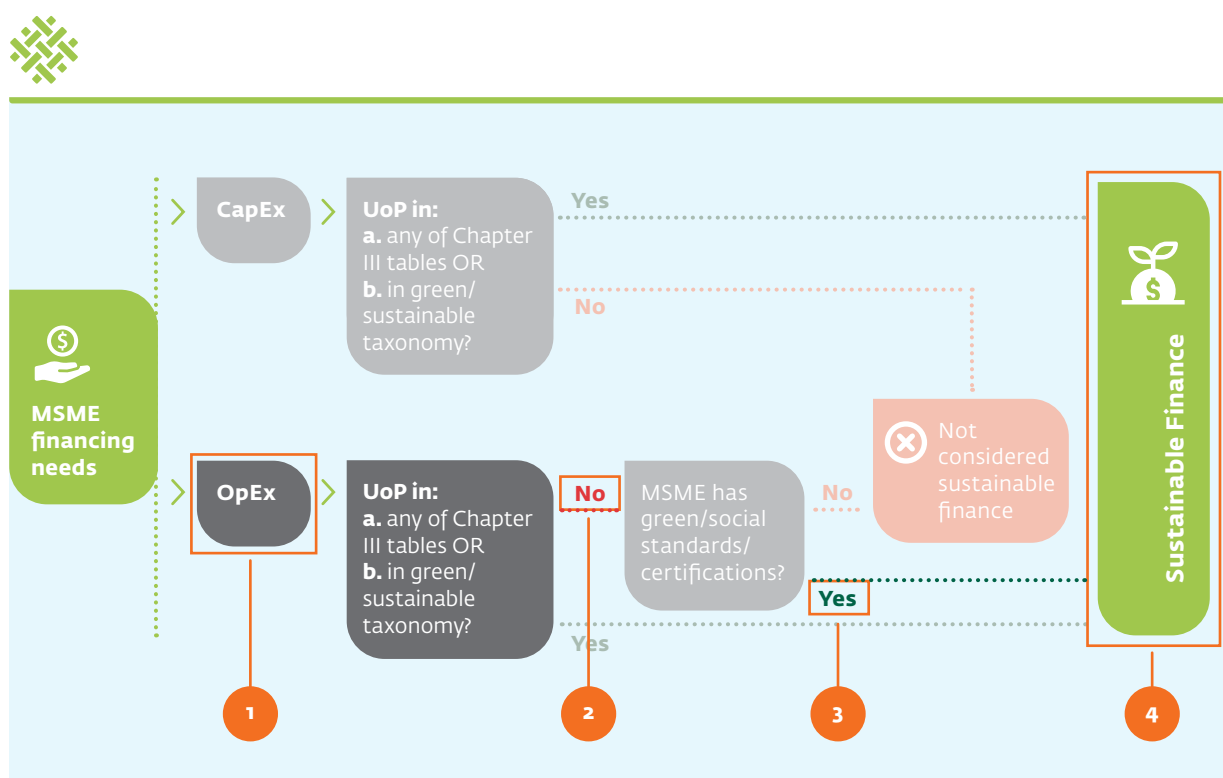 CapEx
UoP in:
a. any of Chapter
III tables OR
b. in green/
sustainable
taxonomy?
Yes
No
$
MSME
financing
needs
OpEx
UoP in:
a. any of Chapter
III tables OR
b. in green/
sustainable
taxonomy?
No
Yes
MSME has
green/social
standards/
certifications?
No
Yes
Not
considered
sustainable
finance
$
Sustainable Finance
1
2
3
4